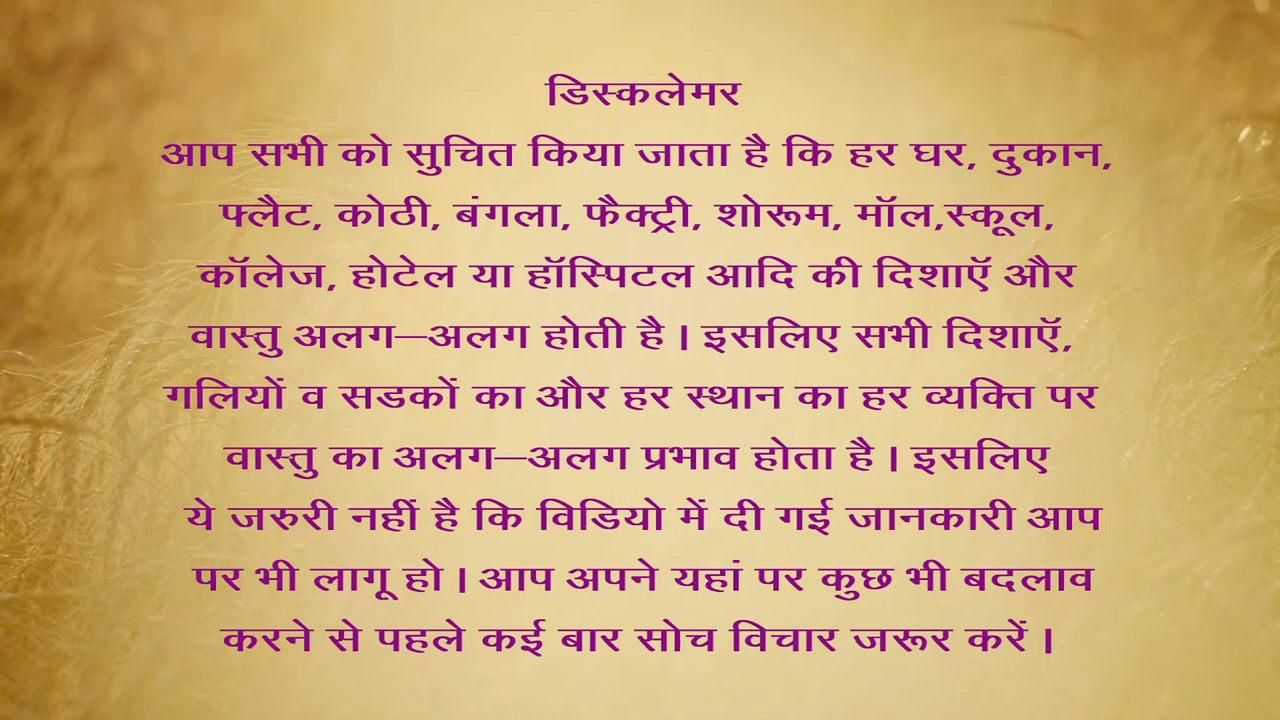 डिस्कलेमर
आप सभी को सुचित किया जाता है कि हर घर, दुकान,
फ्लैट, कोठी, बंगला, फैक्ट्री, शोरूम, मॉल,स्कूल,
कॉलेज, होटेल या हॉस्पिटल आदि की दिशाऍ और
वास्तु अलग–अलग होती है। इसलिए सभी दिशाऍ,
गलियों व सडकों का और हर स्थान का हर व्यक्ति पर
वास्तु का अलग–अलग प्रभाव होता है। इसलिए
ये जरुरी नहीं है कि विडियो में दी गई जानकारी आप
पर भी लागू हो। आप अपने यहां पर कुछ भी बदलाव
करने से पहले कई बार सोच विचार जरूर करें।